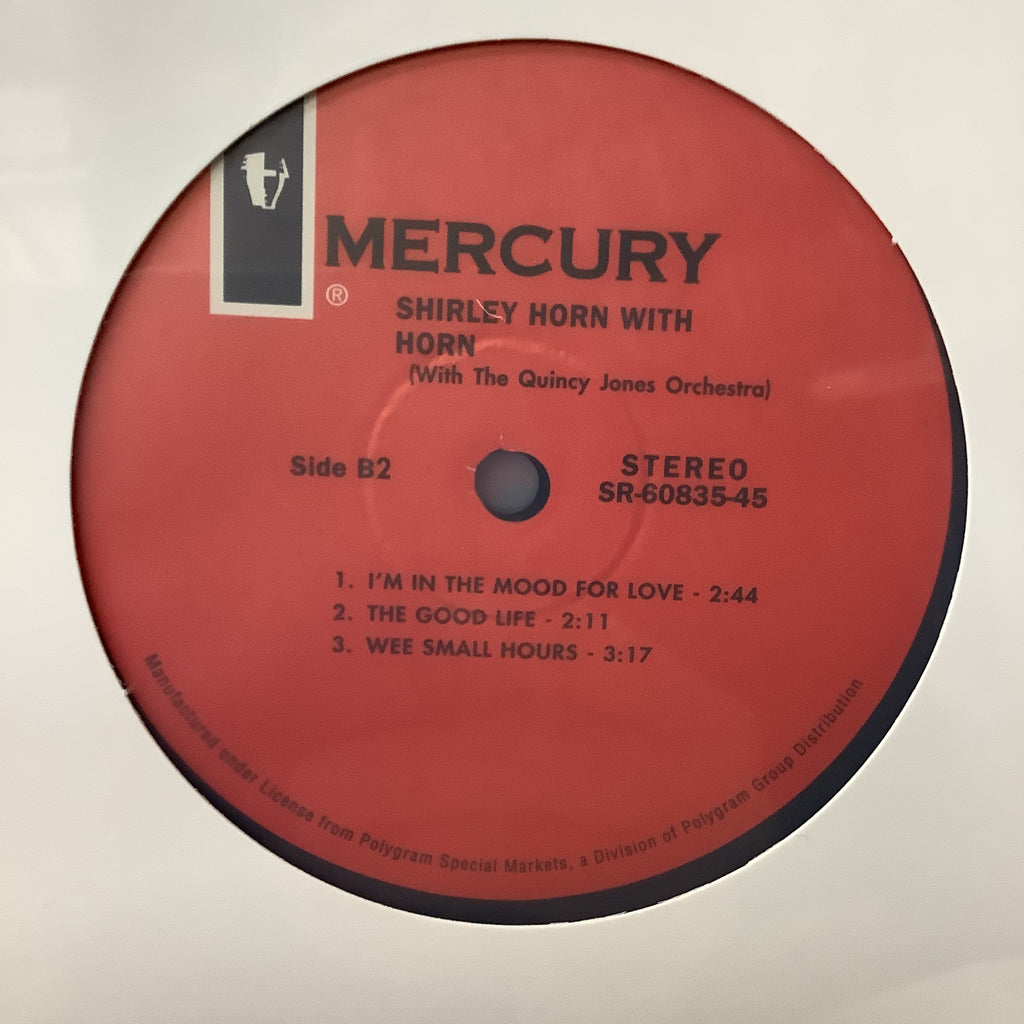 MERCURY
®
SHIRLEY HORN WITH
HORN
(With The Quincy Jones Orchestra)
Side B2
STEREO
SR-60835-45
1. I'M IN THE MOOD FOR LOVE - 2:44
2. THE GOOD LIFE - 2:11
3. WEE SMALL HOURS - 3:17
Manufactured under License from Polygram Special Markets, a Division of Polygram Group Distribution